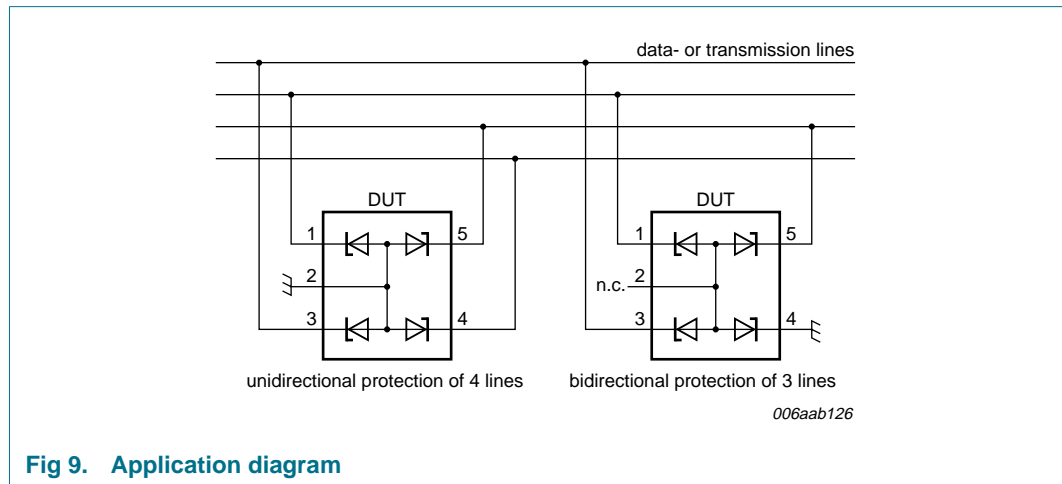 data- or transmission lines
DUT DUT
1 5 1 5
2 n.c. 2
3 4 3 4
unidirectional protection of 4 lines bidirectional protection of 3 lines
006aab126
Fig 9. Application diagram